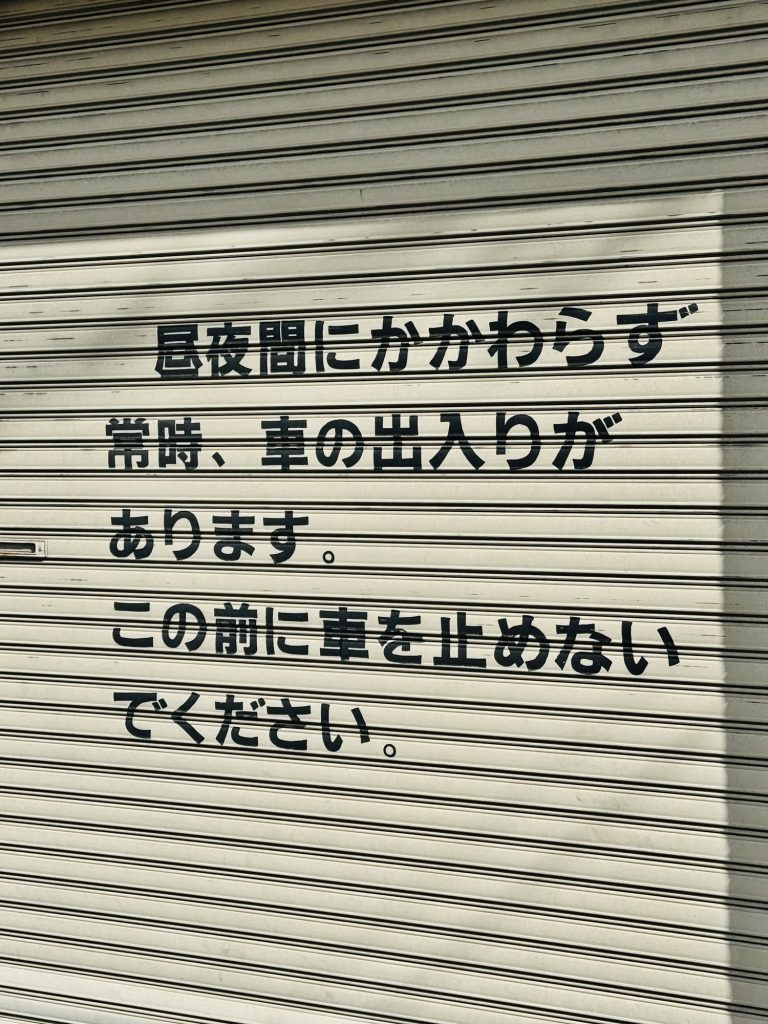 昼夜間にかかわらず
常時、車の出入りが
あります。
この前に車を止めない
でください。